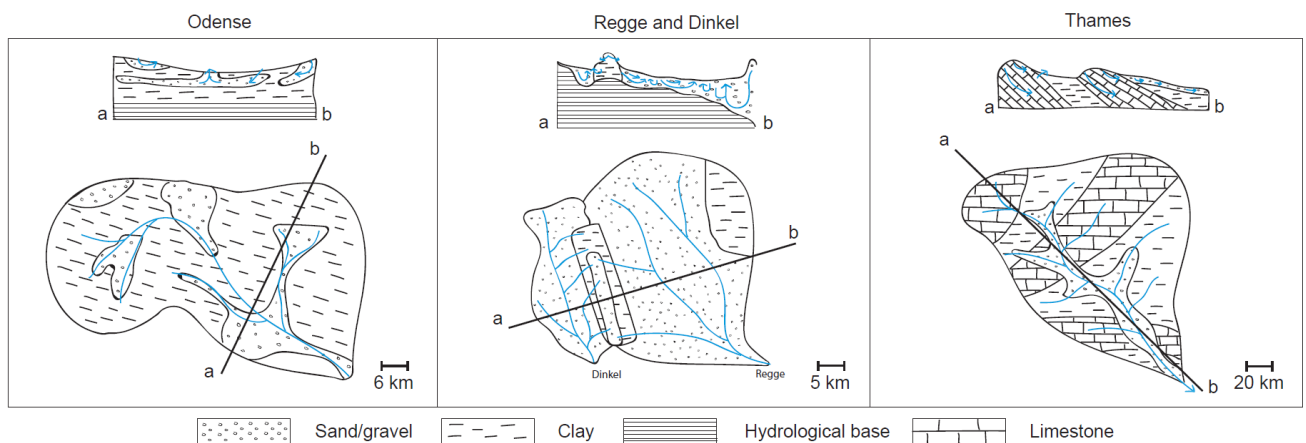 Odense
Regge and Dinkel
Thames
a
b
a
b
a
b
b
a
6 km
a
b
Dinkel
Regge
5 km
a
b
20 km
Sand/gravel
Clay
Hydrological base
Limestone